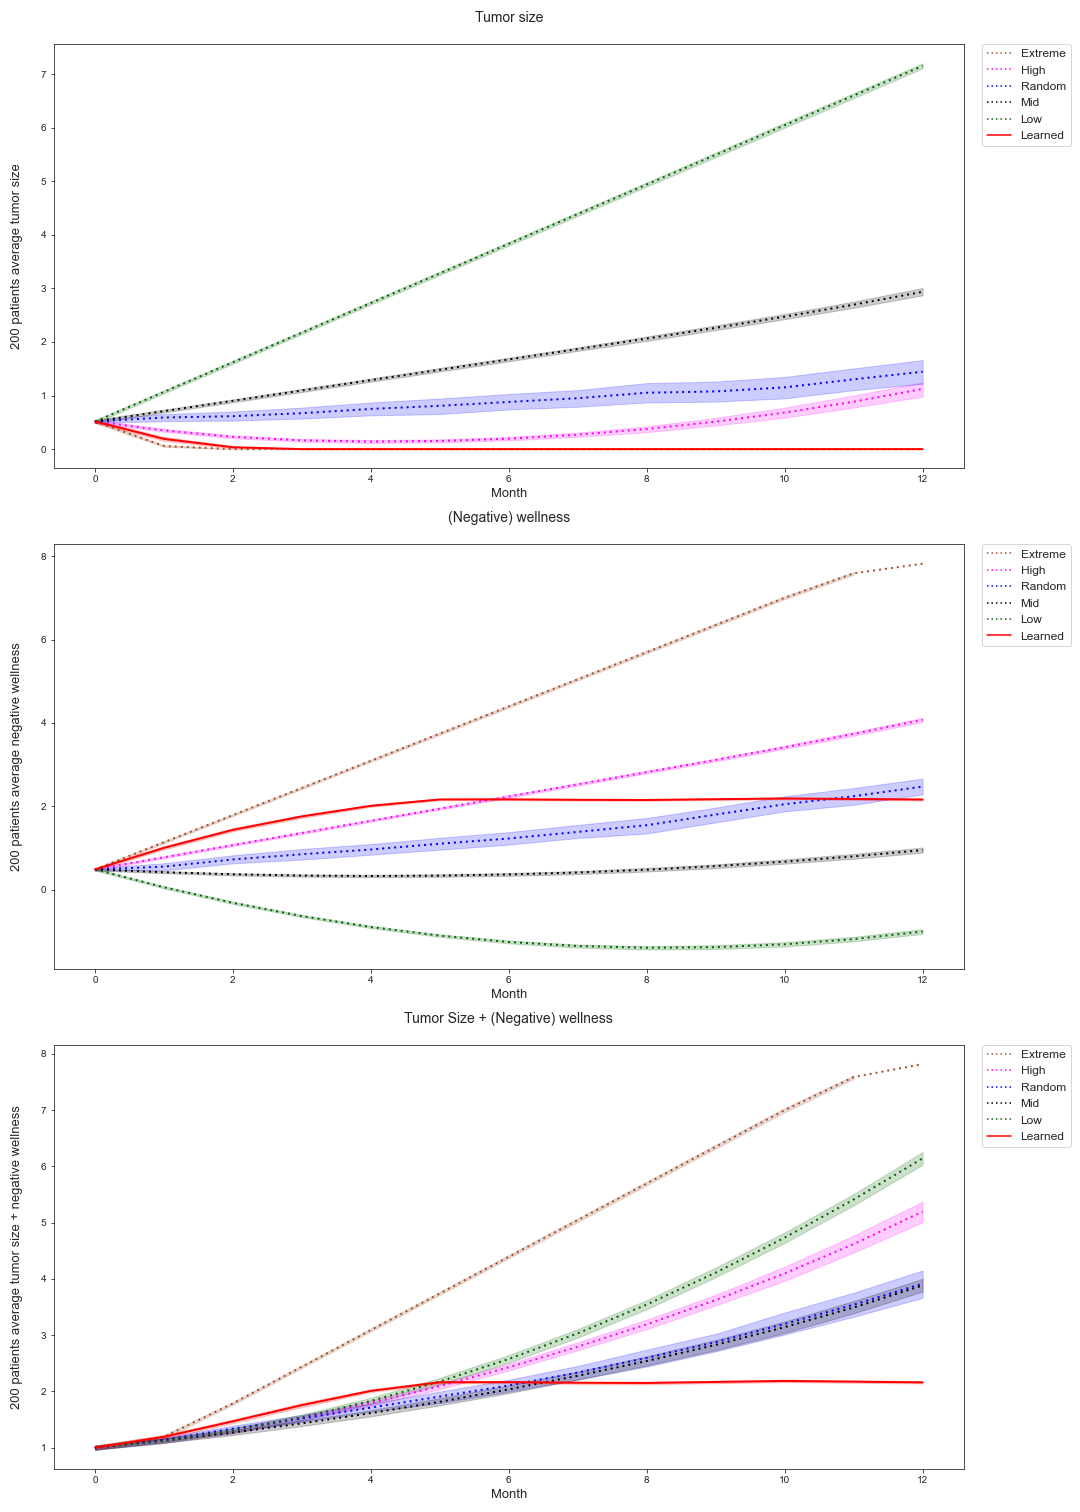 Tumor size
200 patients average tumor size
7
6
5
4
3
2
1
0
0 2 4 6 8 10 12
Month
Extreme
High
Random
Mid
Low
Learned
(Negative) wellness
200 patients average negative wellness
8
6
4
2
0
0 2 4 6 8 10 12
Month
Extreme
High
Random
Mid
Low
Learned
Tumor Size + (Negative) wellness
200 patients average tumor size + negative wellness
8
7
6
5
4
3
2
1
0 2 4 6 8 10 12
Month
Extreme
High
Random
Mid
Low
Learned